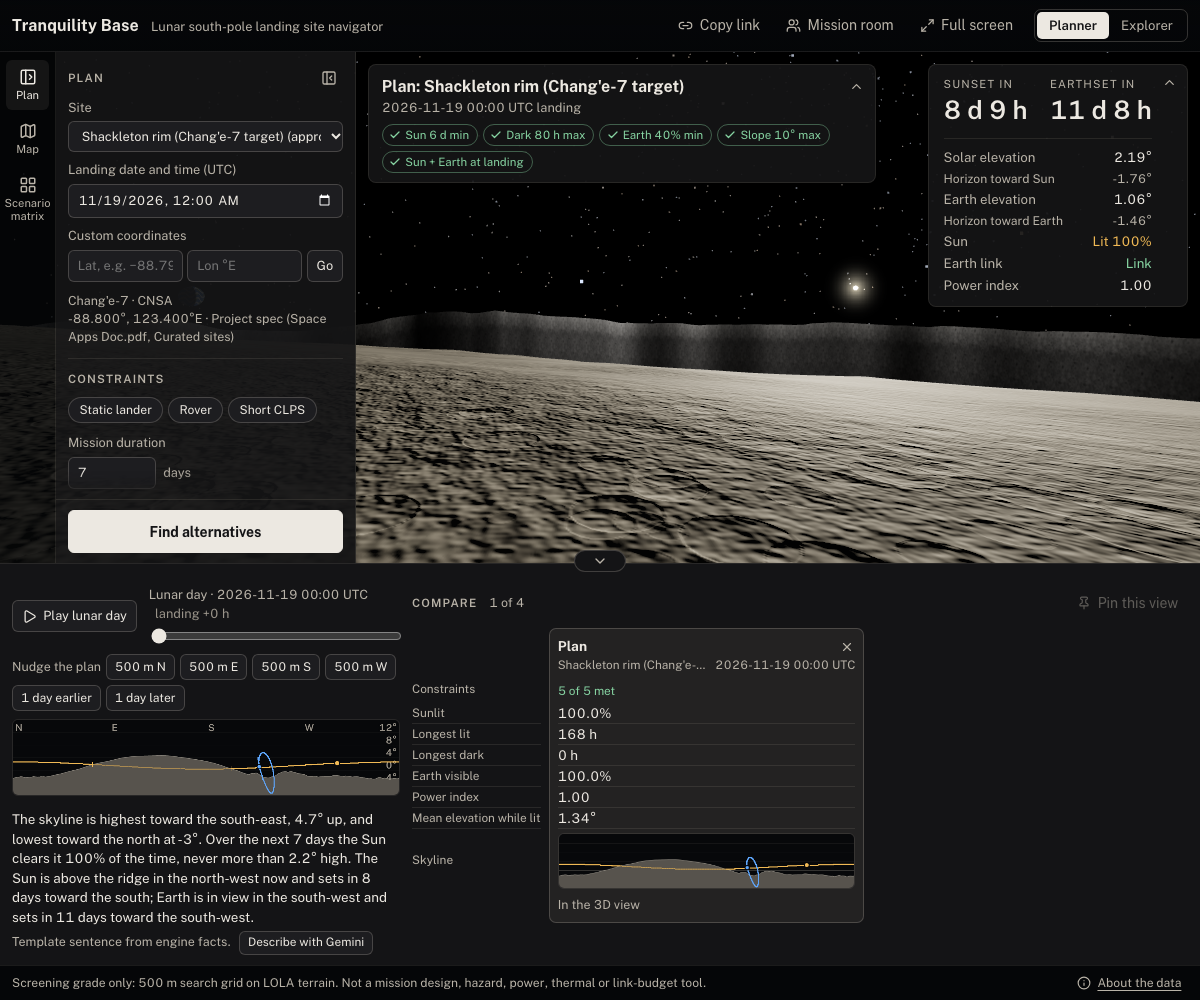 Tranquility Base Lunar south-pole landing site navigator
Copy link
Mission room
Full screen
Planner
Explorer
Plan
Map
Scenario
matrix
PLAN
Site
Shackleton rim (Chang'e-7 target) (appro
Landing date and time (UTC)
11/19/2026, 12:00 AM
Custom coordinates
Lat, e.g. −88.79
Lon °E
Go
Chang'e-7 · CNSA
-88.800°, 123.400°E · Project spec (Space
Apps Doc.pdf, Curated sites)
CONSTRAINTS
Static lander
Rover
Short CLPS
Mission duration
7 days
Find alternatives
Plan: Shackleton rim (Chang'e-7 target)
2026-11-19 00:00 UTC landing
Sun 6 d min
Dark 80 h max
Earth 40% min
Slope 10° max
Sun + Earth at landing
SUNSET IN EARTHSET IN
8 d 9 h 11 d 8 h
Solar elevation 2.19°
Horizon toward Sun -1.76°
Earth elevation 1.06°
Horizon toward Earth -1.46°
Sun Lit 100%
Earth link Link
Power index 1.00
Play lunar day
Lunar day · 2026-11-19 00:00 UTC
landing +0 h
Nudge the plan 500 m N 500 m E 500 m S 500 m W
1 day earlier 1 day later
N E S W 12°
8°
4°
0°
-4°
The skyline is highest toward the south-east, 4.7° up, and
lowest toward the north at -3°. Over the next 7 days the Sun
clears it 100% of the time, never more than 2.2° high. The
Sun is above the ridge in the north-west now and sets in 8
days toward the south; Earth is in view in the south-west and
sets in 11 days toward the south-west.
Template sentence from engine facts. Describe with Gemini
COMPARE 1 of 4
Pin this view
Plan
Shackleton rim (Chang'e-... 2026-11-19 00:00 UTC
Constraints 5 of 5 met
Sunlit 100.0%
Longest lit 168 h
Longest dark 0 h
Earth visible 100.0%
Power index 1.00
Mean elevation while lit 1.34°
Skyline
In the 3D view
Screening grade only: 500 m search grid on LOLA terrain. Not a mission design, hazard, power, thermal or link-budget tool.
About the data